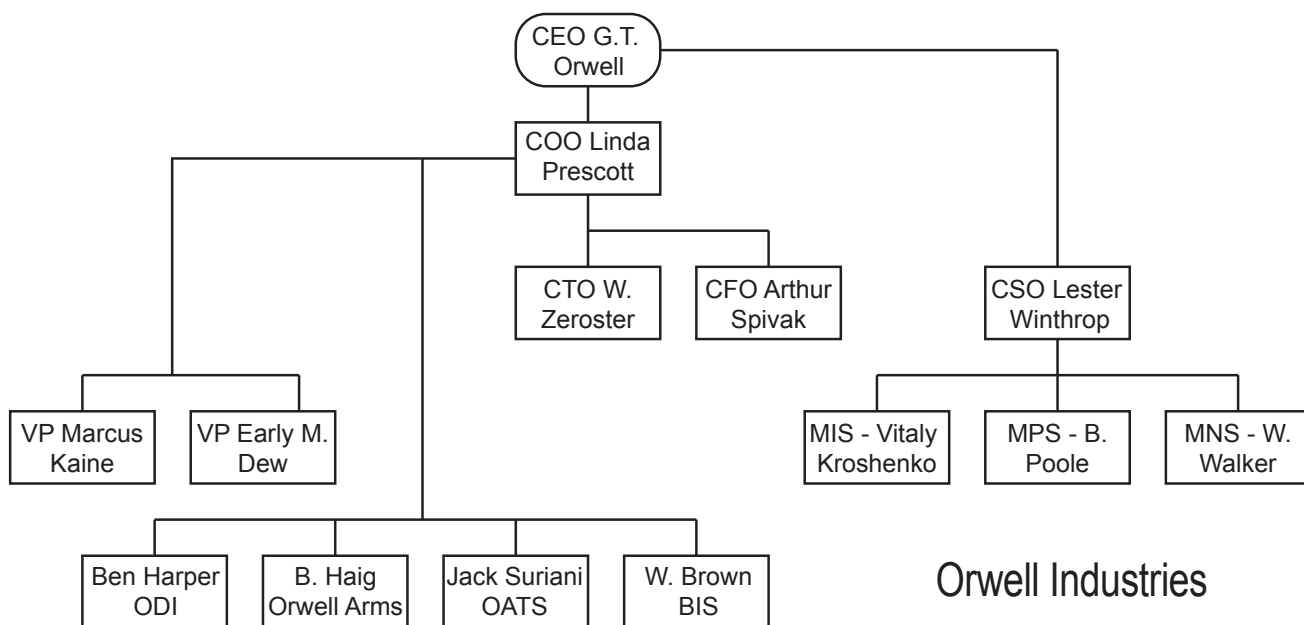 CEO G.T.
Orwell
COO Linda
Prescott
CTO W.
Zeroster
CFO Arthur
Spivak
CSO Lester
Winthrop
VP Marcus
Kaine
VP Early M.
Dew
MIS - Vitaly
Kroshenko
MPS - B.
Poole
MNS - W.
Walker
Ben Harper
ODI
B. Haig
Orwell Arms
Jack Suriani
OATS
W. Brown
BIS
Orwell Industries